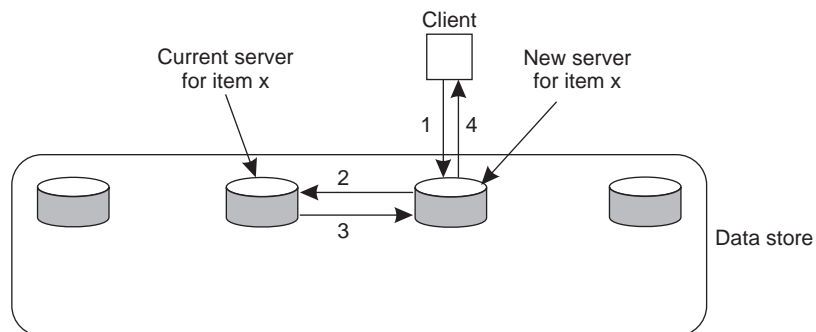 Client
Current server
for item x
New server
for item x
1
4
2
3
Data store